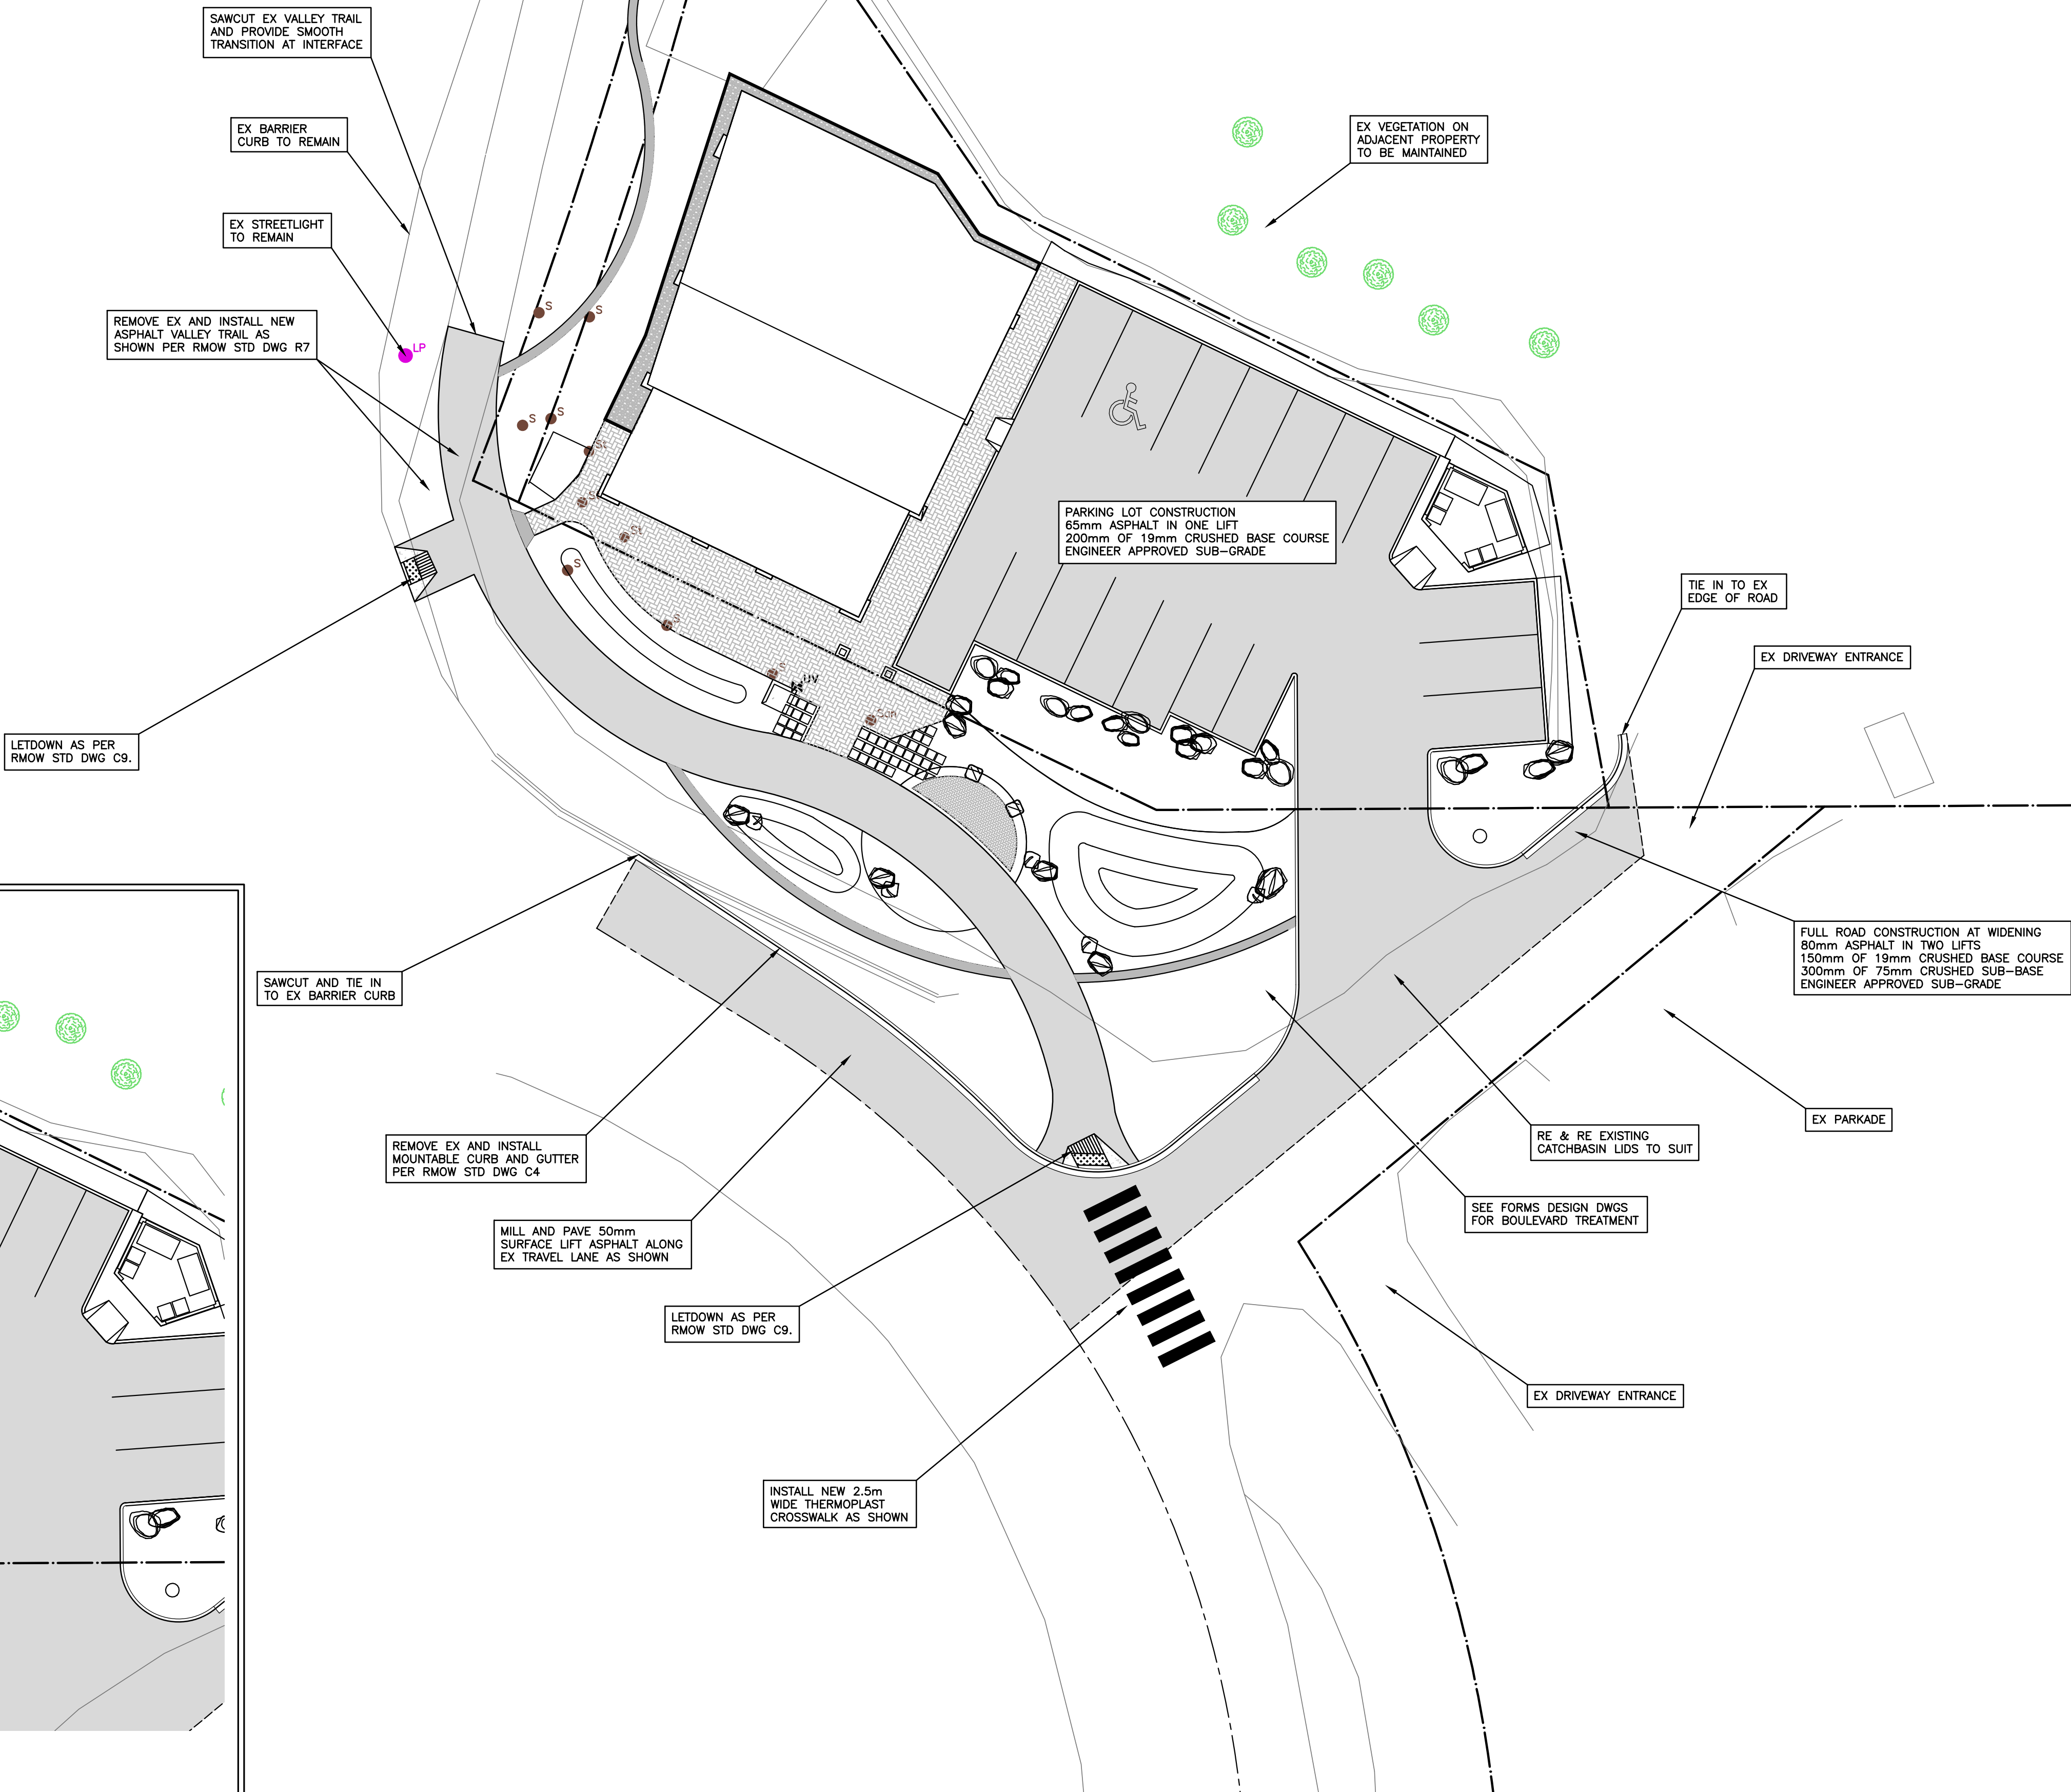 SAWCUT EX VALLEY TRAIL
AND PROVIDE SMOOTH
TRANSITION AT INTERFACE
EX BARRIER
CURB TO REMAIN
EX VEGETATION ON
ADJACENT PROPERTY
TO BE MAINTAINED
EX STREETLIGHT
TO REMAIN
REMOVE EX AND INSTALL NEW
ASPHALT VALLEY TRAIL AS
SHOWN PER RMOW STD DWG R7
LP
S
S
S
S
St
S
St
S
S
S
UV
San
PARKING LOT CONSTRUCTION
65mm ASPHALT IN ONE LIFT
200mm OF 19mm CRUSHED BASE COURSE
ENGINEER APPROVED SUB-GRADE
TIE IN TO EX
EDGE OF ROAD
EX DRIVEWAY ENTRANCE
LETDOWN AS PER
RMOW STD DWG C9.
FULL ROAD CONSTRUCTION AT WIDENING
80mm ASPHALT IN TWO LIFTS
150mm OF 19mm CRUSHED BASE COURSE
300mm OF 75mm CRUSHED SUB-BASE
ENGINEER APPROVED SUB-GRADE
SAWCUT AND TIE IN
TO EX BARRIER CURB
EX PARKADE
RE & RE EXISTING
CATCHBASIN LIDS TO SUIT
REMOVE EX AND INSTALL
MOUNTABLE CURB AND GUTTER
PER RMOW STD DWG C4
SEE FORMS DESIGN DWGS
FOR BOULEVARD TREATMENT
MILL AND PAVE 50mm
SURFACE LIFT ASPHALT ALONG
EX TRAVEL LANE AS SHOWN
LETDOWN AS PER
RMOW STD DWG C9.
EX DRIVEWAY ENTRANCE
INSTALL NEW 2.5m
WIDE THERMOPLAST
CROSSWALK AS SHOWN